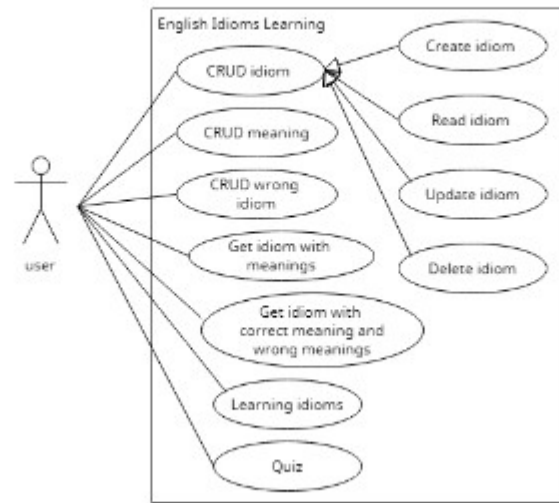 English Idioms Learning
CRUD idiom
CRUD meaning
CRUD wrong
idiom
Get idiom with
meanings
Get idiom with
correct meaning and
wrong meanings
Learning idioms
Quiz
Create idiom
Read idiom
Update idiom
Delete idiom
user